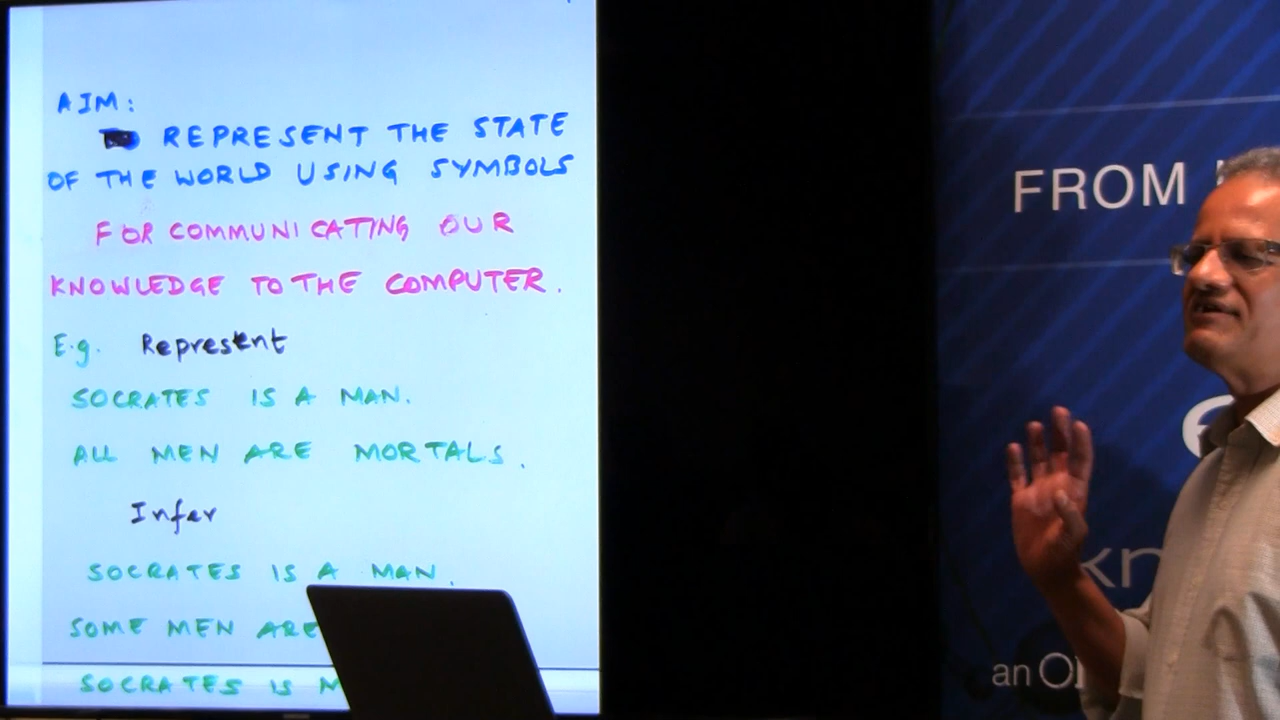 AIM:
REPRESENT THE STATE
OF THE WORLD USING SYMBOLS
FOR COMMUNICATING OUR
KNOWLEDGE TO THE COMPUTER.
E.g. Represent
SOCRATES IS A MAN.
ALL MEN ARE MORTALS.
Infer
SOCRATES IS A MAN.
SOME MEN ARE
SOCRATES IS
FROM
an